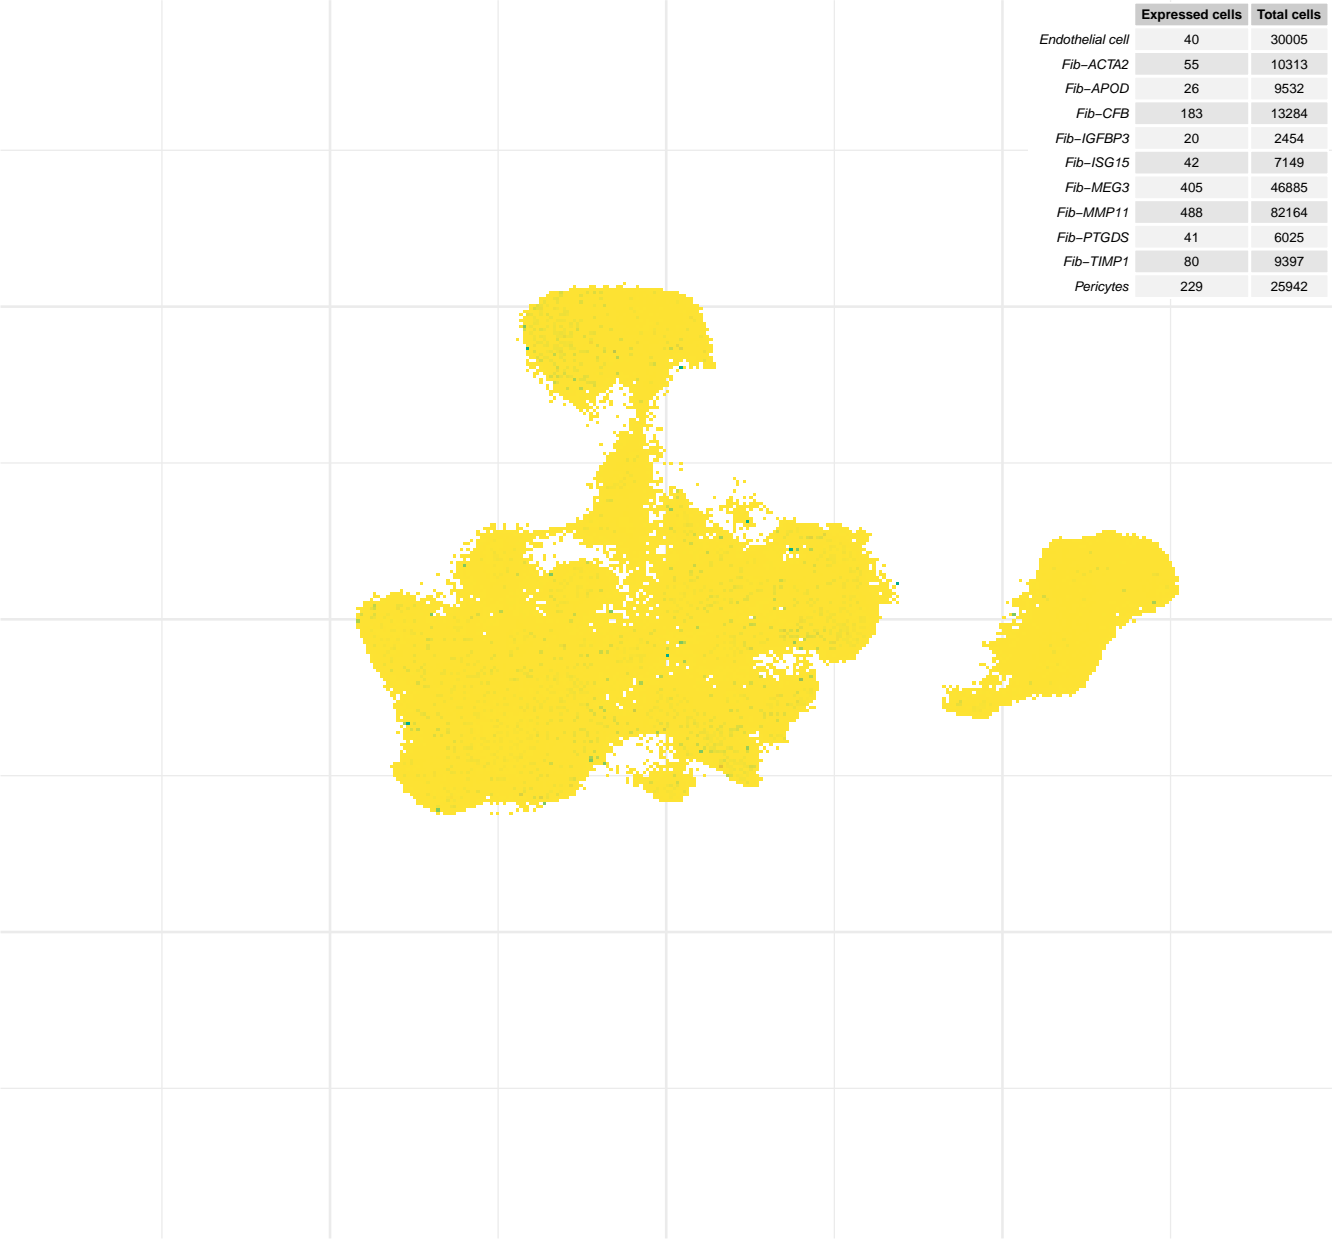 Expressed cells Total cells
Endothelial cell 40 30005
Fib−ACTA2 55 10313
Fib−APOD 26 9532
Fib−CFB 183 13284
Fib−IGFBP3 20 2454
Fib−ISG15 42 7149
Fib−MEG3 405 46885
Fib−MMP11 488 82164
Fib−PTGDS 41 6025
Fib−TIMP1 80 9397
Pericytes 229 25942